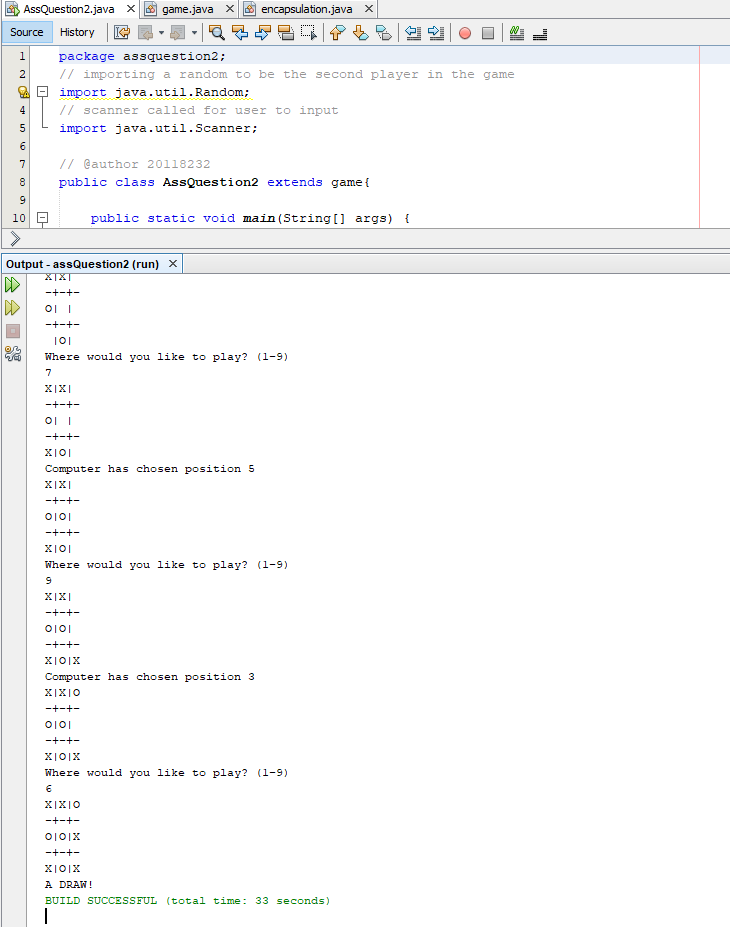 AssQuestion2.java game.java encapsulation.java
Source History
1 package assquestion2;
2 // importing a random to be the second player in the game
import java.util.Random;
4 // scanner called for user to input
5 import java.util.Scanner;
6
7 // @author 20118232
8 public class AssQuestion2 extends game{
9
10 public static void main(String[] args) {
Output - assQuestion2 (run)
X|X|
-+-+-
O| |
-+-+-
 |O|
Where would you like to play? (1-9)
7
X|X|
-+-+-
O| |
-+-+-
X|O|
Computer has chosen position 5
X|X|
-+-+-
O|O|
-+-+-
X|O|
Where would you like to play? (1-9)
9
X|X|
-+-+-
O|O|
-+-+-
X|O|X
Computer has chosen position 3
X|X|O
-+-+-
O|O|
-+-+-
X|O|X
Where would you like to play? (1-9)
6
X|X|O
-+-+-
O|O|X
-+-+-
X|O|X
A DRAW!
BUILD SUCCESSFUL (total time: 33 seconds)